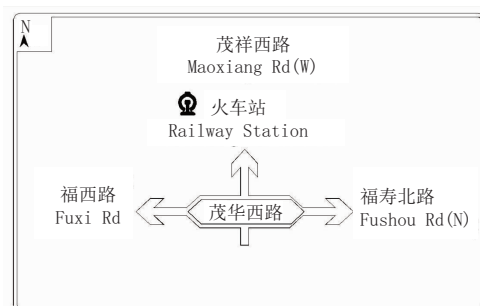 N
茂祥西路
Maoxiang Rd(W)
火车站
Railway Station
福西路
Fuxi Rd
茂华西路
福寿北路
Fushou Rd(N)